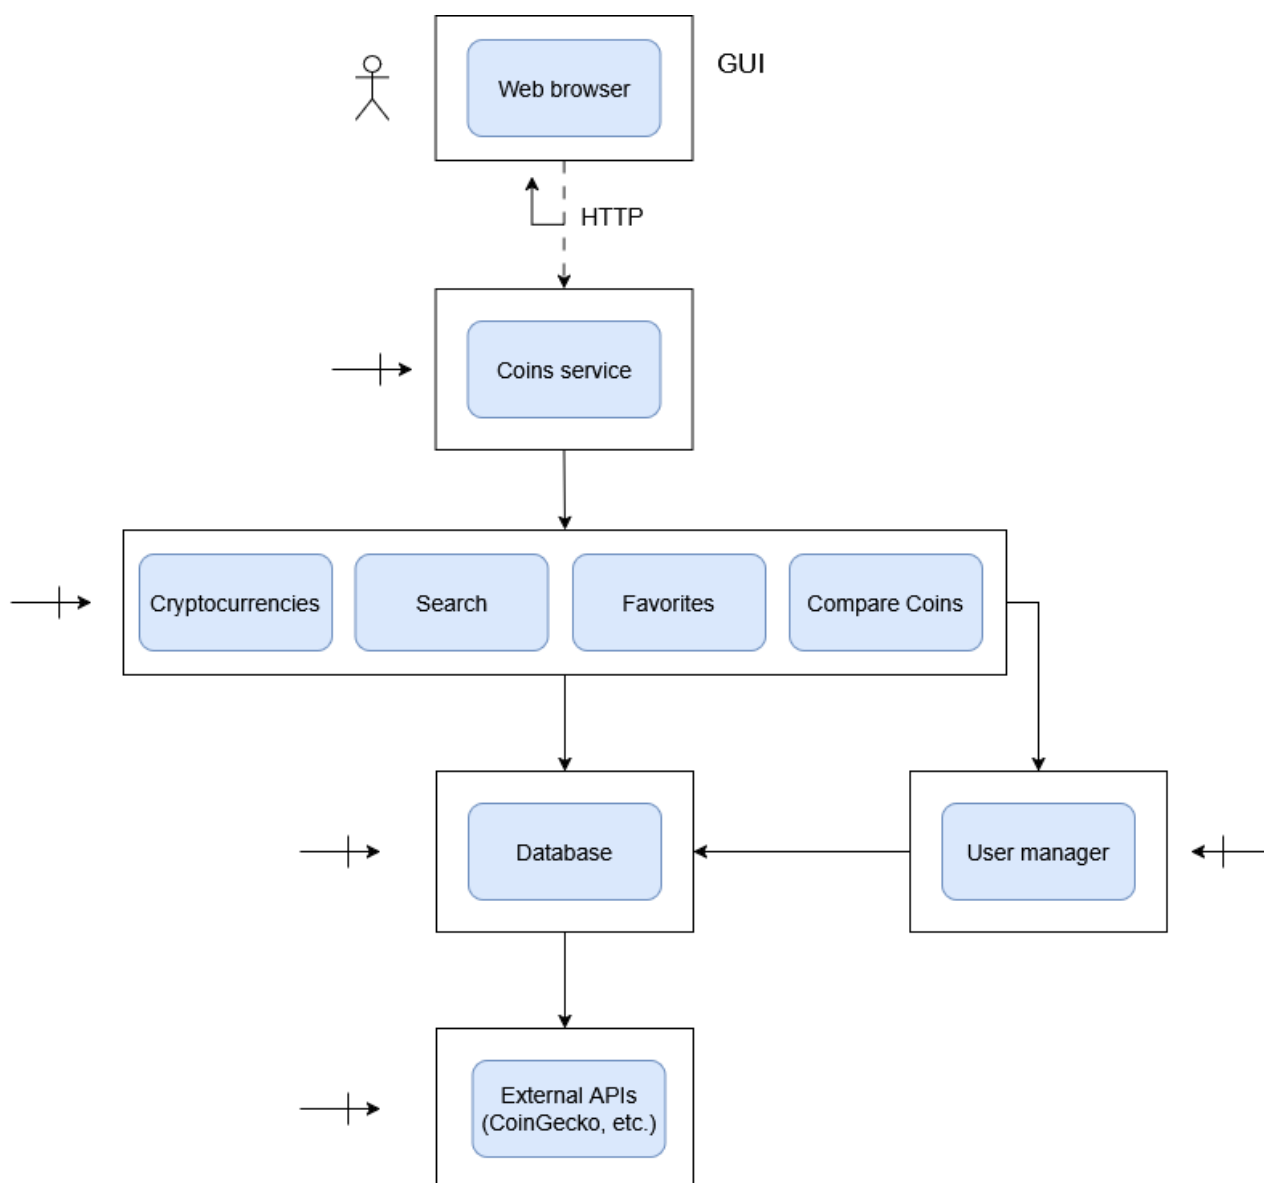 Web browser
GUI
HTTP
Coins service
Cryptocurrencies
Search
Favorites
Compare Coins
Database
User manager
External APIs
(CoinGecko, etc.)